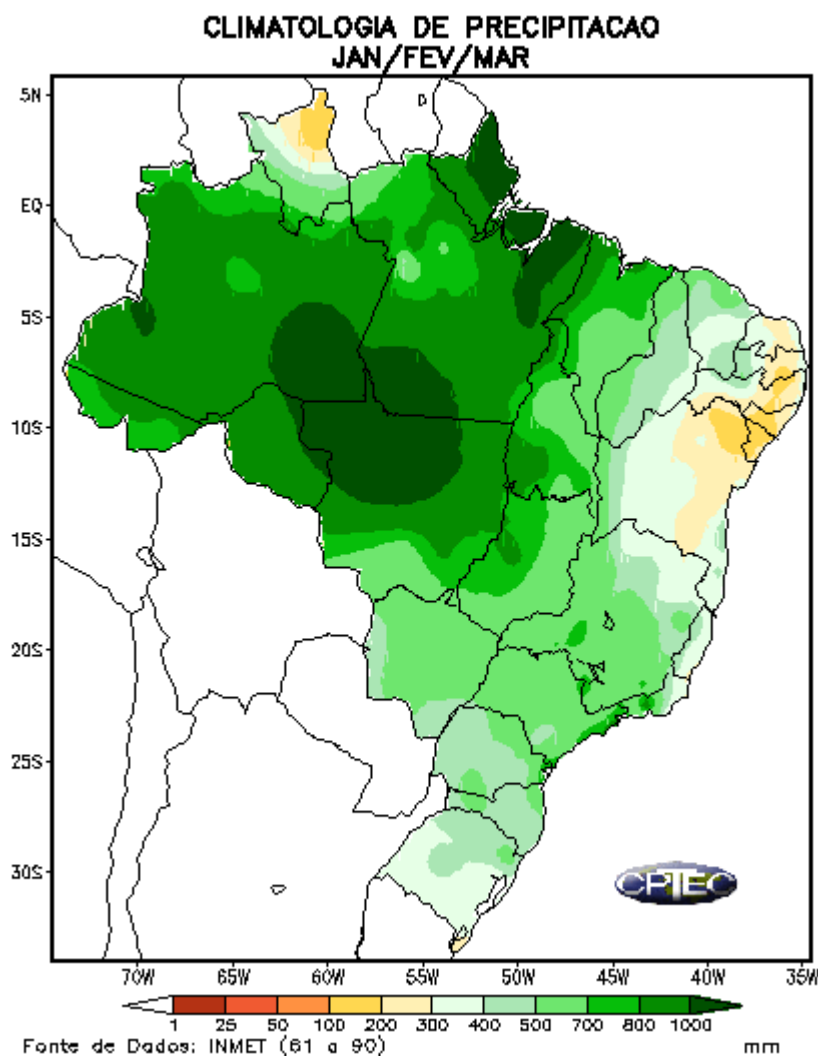 CLIMATOLOGIA DE PRECIPITACAO
JAN/FEV/MAR
5N
EQ
5S
10S
15S
20S
25S
30S
CPTEC
70W 65W 60W 55W 50W 45W 40W 35W
1 25 50 100 200 300 400 500 700 800 1000
Fonte de Dados: INMET (61 a 90) mm